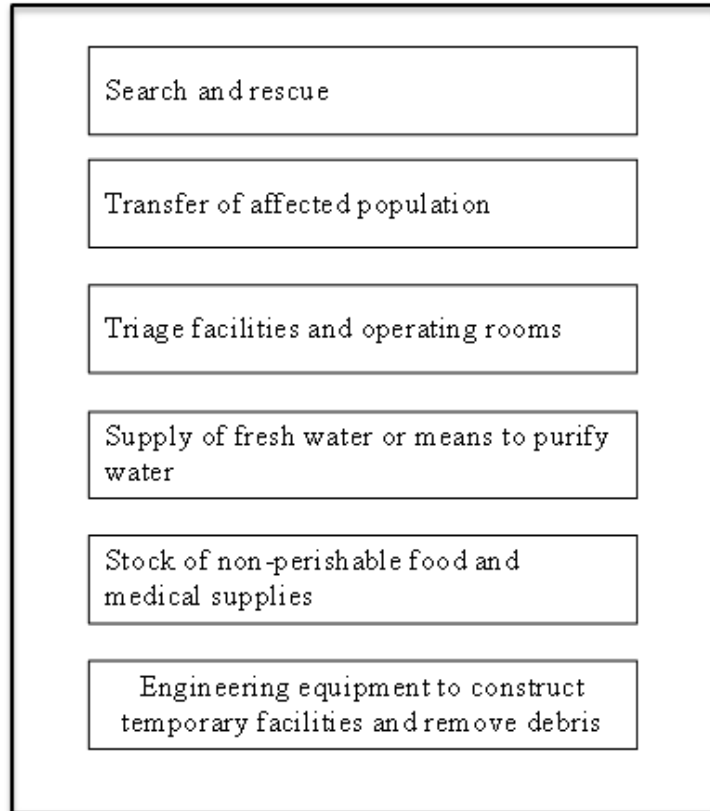 Search and rescue
Transfer of affected population
Triage facilities and operating rooms
Supply of fresh water or means to purify
water
Stock of non-perishable food and
medical supplies
Engineering equipment to construct
temporary facilities and remove debris